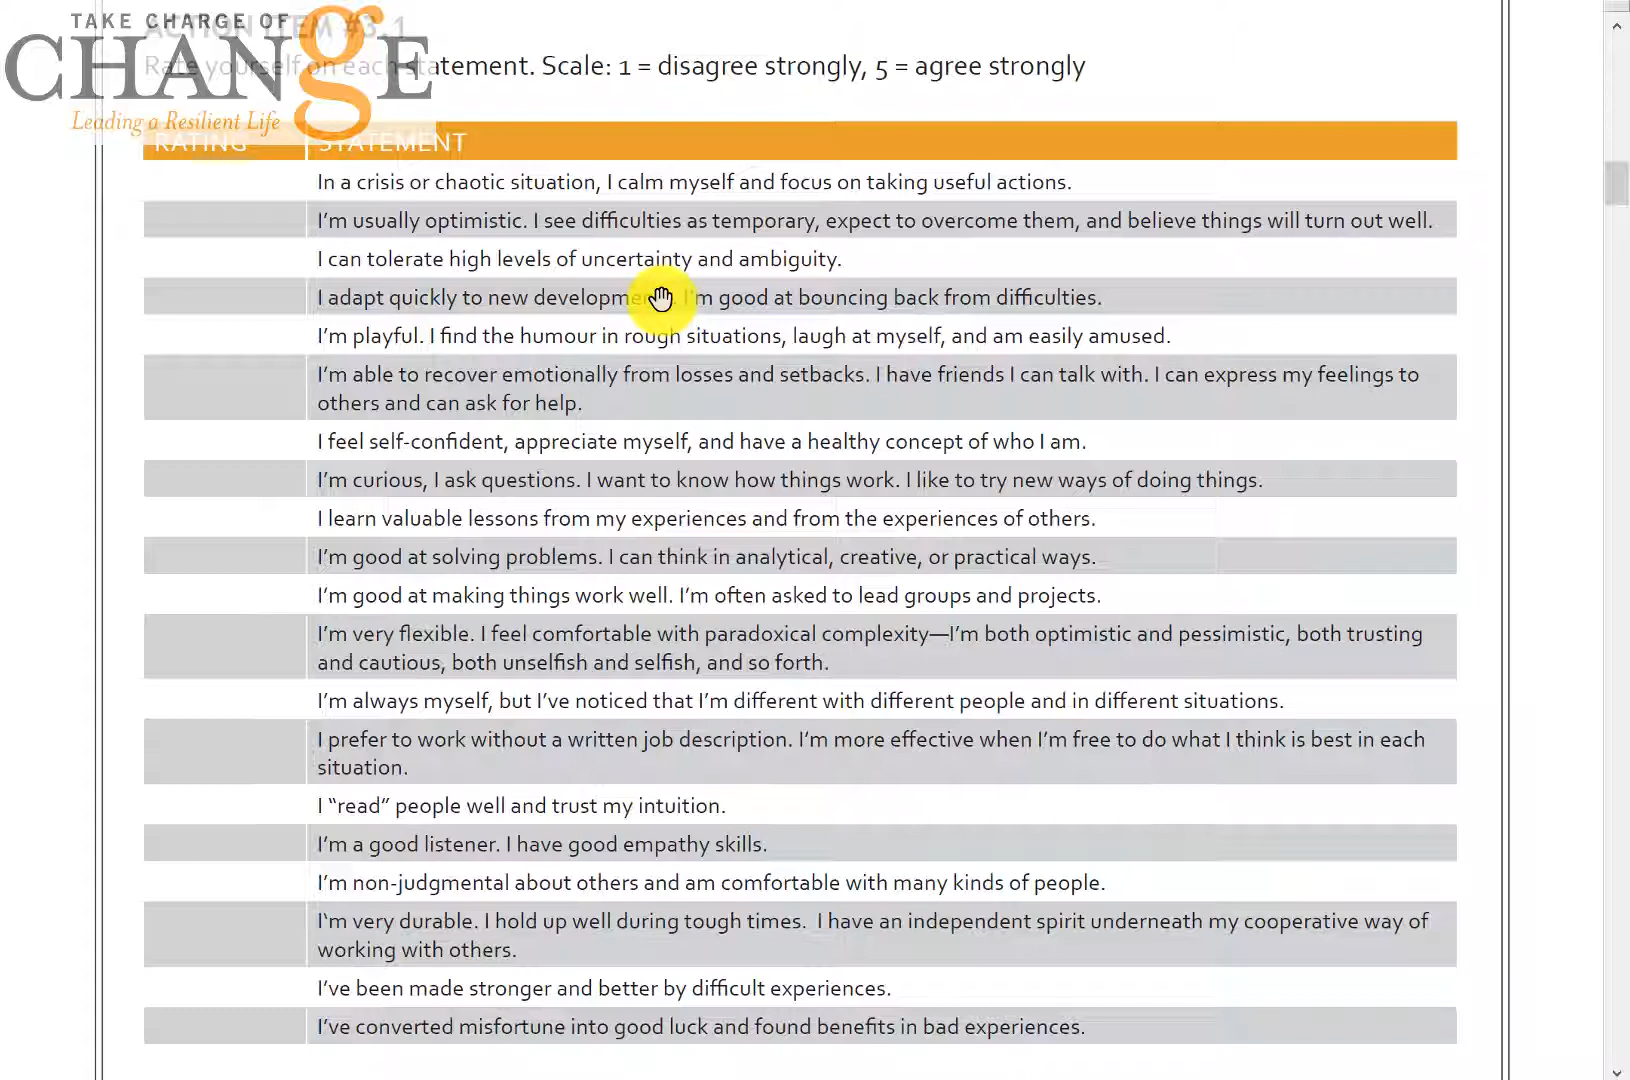 TAKE CHARGE OF
CHANgE
Leading a Resilient Life
ACTION ITEM #3.1
Rate yourself on each statement. Scale: 1 = disagree strongly, 5 = agree strongly
RATING STATEMENT
In a crisis or chaotic situation, I calm myself and focus on taking useful actions.
I’m usually optimistic. I see difficulties as temporary, expect to overcome them, and believe things will turn out well.
I can tolerate high levels of uncertainty and ambiguity.
I adapt quickly to new developments. I’m good at bouncing back from difficulties.
I’m playful. I find the humour in rough situations, laugh at myself, and am easily amused.
I’m able to recover emotionally from losses and setbacks. I have friends I can talk with. I can express my feelings to
others and can ask for help.
I feel self-confident, appreciate myself, and have a healthy concept of who I am.
I’m curious, I ask questions. I want to know how things work. I like to try new ways of doing things.
I learn valuable lessons from my experiences and from the experiences of others.
I’m good at solving problems. I can think in analytical, creative, or practical ways.
I’m good at making things work well. I’m often asked to lead groups and projects.
I’m very flexible. I feel comfortable with paradoxical complexity—I’m both optimistic and pessimistic, both trusting
and cautious, both unselfish and selfish, and so forth.
I’m always myself, but I’ve noticed that I’m different with different people and in different situations.
I prefer to work without a written job description. I’m more effective when I’m free to do what I think is best in each
situation.
I “read” people well and trust my intuition.
I’m a good listener. I have good empathy skills.
I’m non-judgmental about others and am comfortable with many kinds of people.
I‘m very durable. I hold up well during tough times.  I have an independent spirit underneath my cooperative way of
working with others.
I’ve been made stronger and better by difficult experiences.
I’ve converted misfortune into good luck and found benefits in bad experiences.